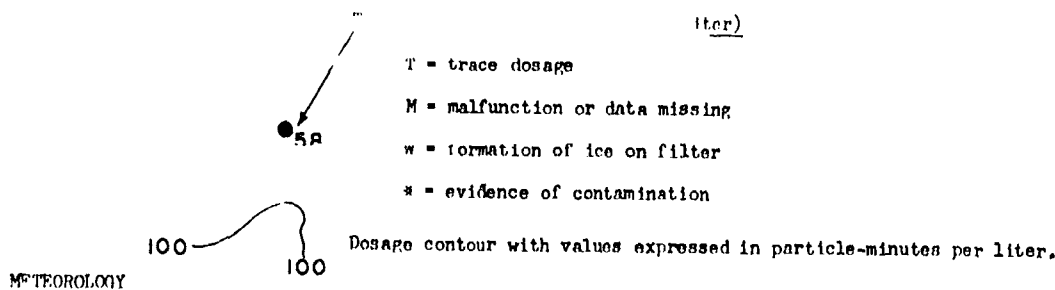 iter)
T = trace dosage
M = malfunction or data missing
58
w = formation of ice on filter
* = evidence of contamination
100 100 Dosage contour with values expressed in particle-minutes per liter.
METEOROLOGY